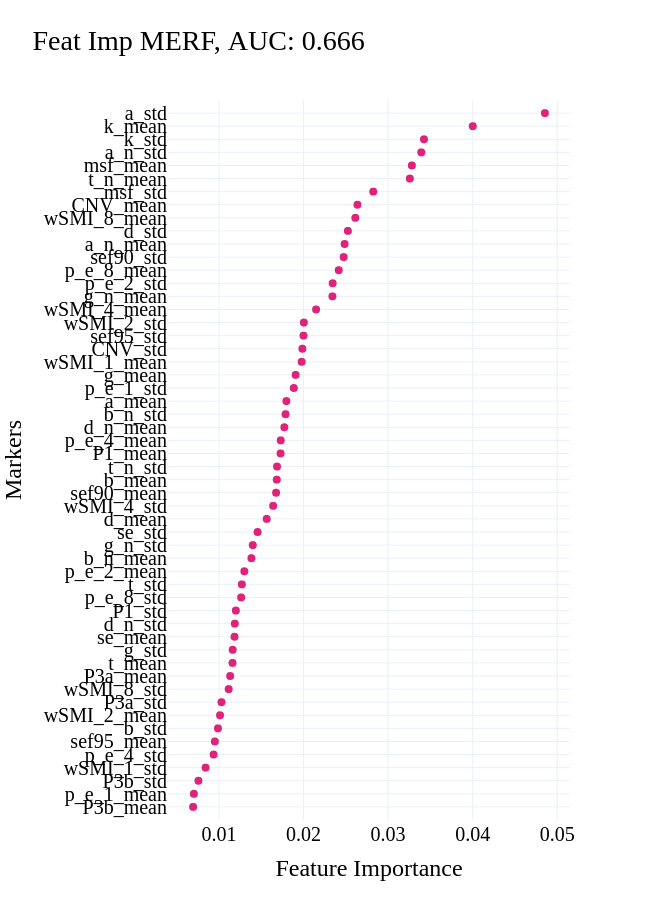 Feat Imp MERF, AUC: 0.666
a_std
k_mean
k_std
a_n_std
msf_mean
t_n_mean
msf_std
CNV_mean
wSMI_8_mean
d_std
a_n_mean
sef90_std
p_e_8_mean
p_e_2_std
g_n_mean
wSMI_4_mean
wSMI_2_std
sef95_std
CNV_std
wSMI_1_mean
g_mean
p_e_1_std
a_mean
b_n_std
d_n_mean
p_e_4_mean
P1_mean
t_n_std
b_mean
sef90_mean
wSMI_4_std
d_mean
se_std
g_n_std
b_n_mean
p_e_2_mean
t_std
p_e_8_std
P1_std
d_n_std
se_mean
g_std
t_mean
P3a_mean
wSMI_8_std
P3a_std
wSMI_2_mean
b_std
sef95_mean
p_e_4_std
wSMI_1_std
P3b_std
p_e_1_mean
P3b_mean
Markers
0.01 0.02 0.03 0.04 0.05
Feature Importance